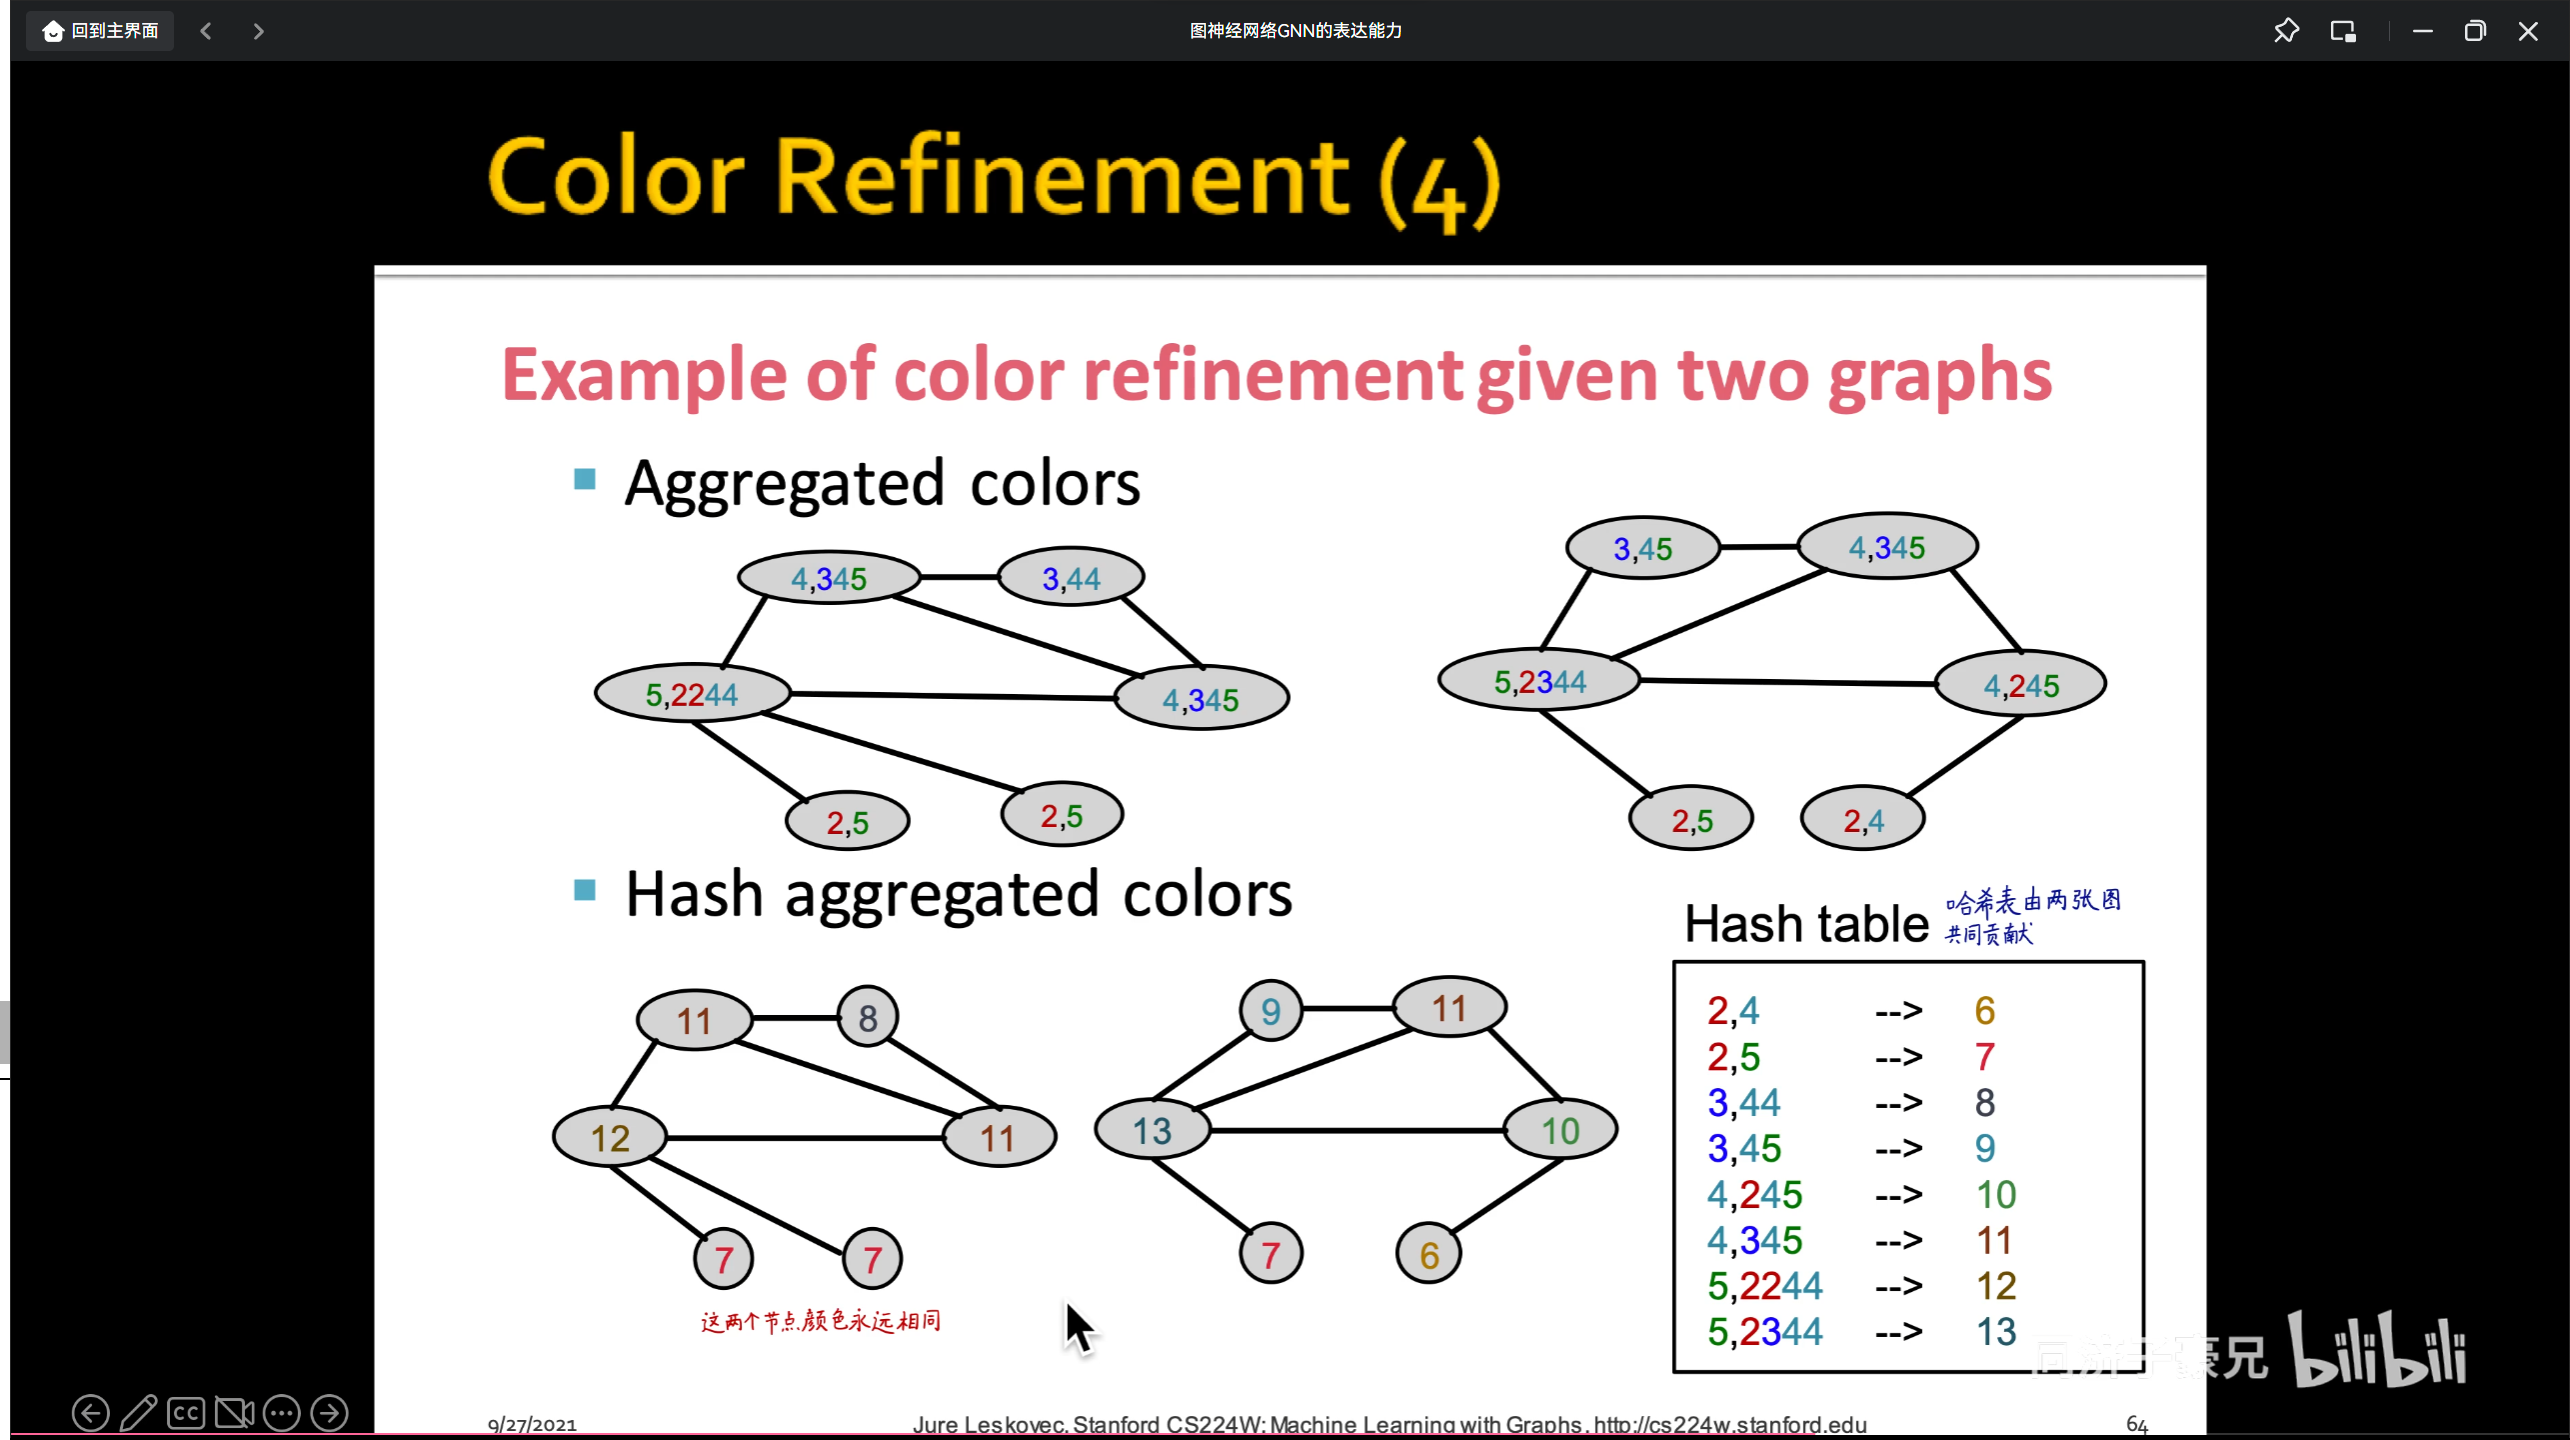 回到主界面
图神经网络GNN的表达能力
Color Refinement (4)
Example of color refinement given two graphs
Aggregated colors
4,345
3,44
5,2244
4,345
2,5
2,5
3,45
4,345
5,2344
4,245
2,5
2,4
Hash aggregated colors
11
8
12
11
7
7
这两个节点颜色永远相同
9
11
13
10
7
6
Hash table
哈希表由两张图
共同贡献
2,4 --> 6
2,5 --> 7
3,44 --> 8
3,45 --> 9
4,245 --> 10
4,345 --> 11
5,2244 --> 12
5,2344 --> 13
同济子豪兄 bilibili
CC
9/27/2021
Jure Leskovec, Stanford CS224W: Machine Learning with Graphs, http://cs224w.stanford.edu
64